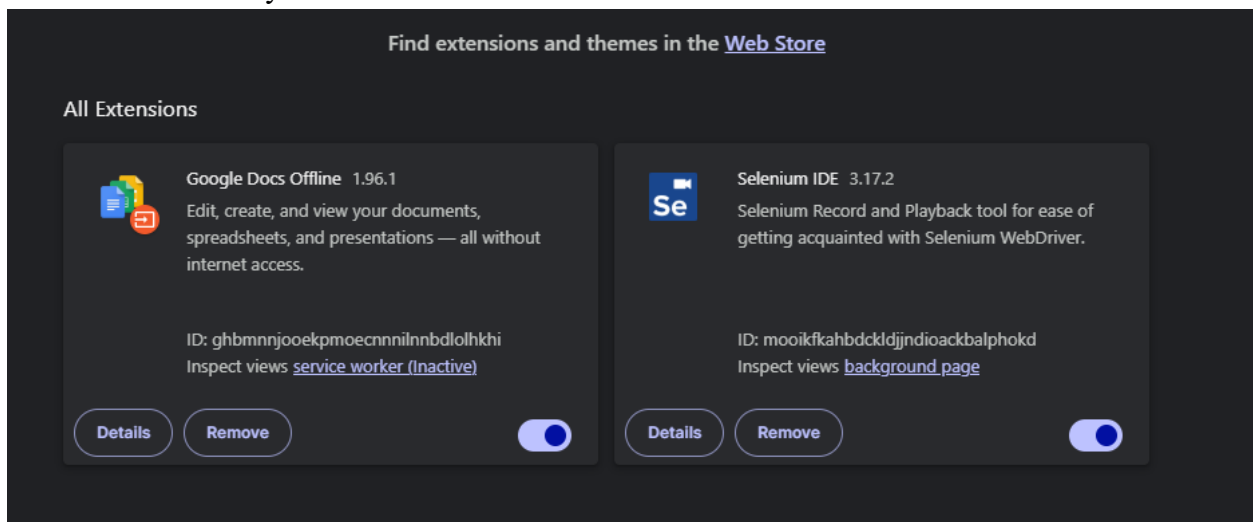 Find extensions and themes in the Web Store
All Extensions
Google Docs Offline 1.96.1
Edit, create, and view your documents,
spreadsheets, and presentations — all without
internet access.
ID: ghbmnnjooekpmoecnnnilnnbdlolhkhi
Inspect views service worker (Inactive)
Details
Remove
Se
Selenium IDE 3.17.2
Selenium Record and Playback tool for ease of
getting acquainted with Selenium WebDriver.
ID: mooikfkahbdckldjjndioackbalphokd
Inspect views background page
Details
Remove